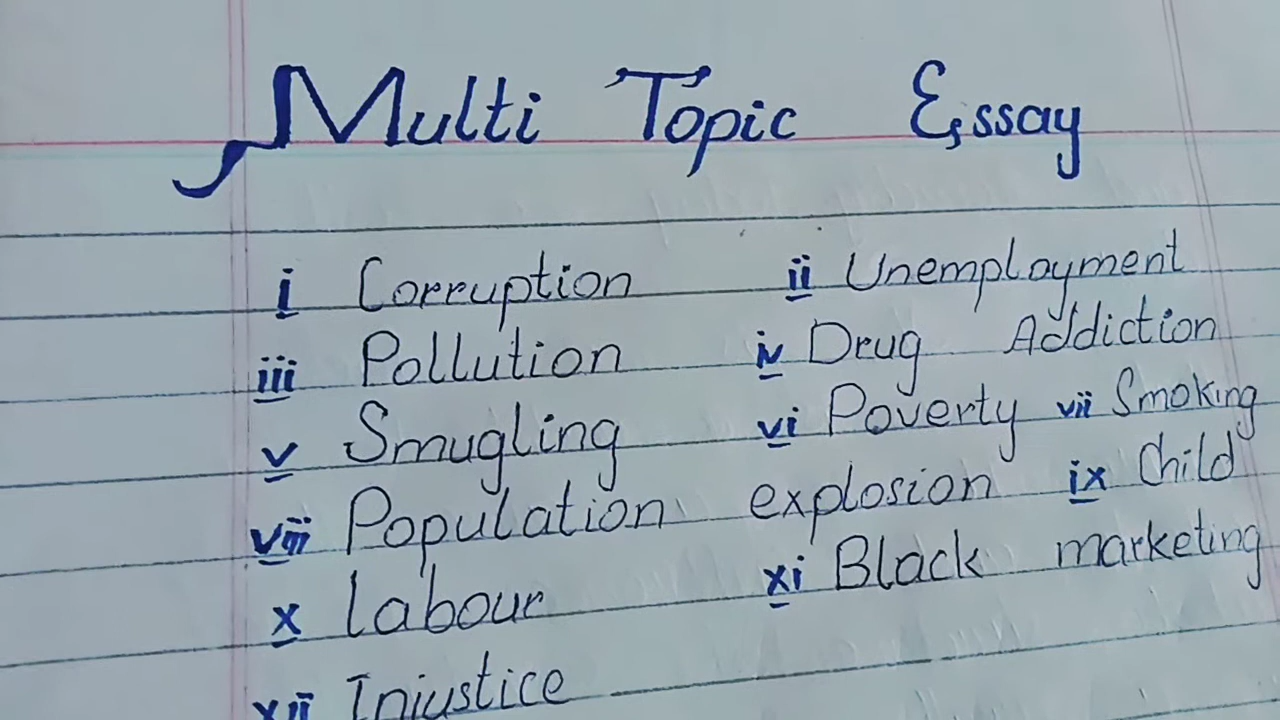 Multi Topic Essay
i Corruption ii Unemployment
iii Pollution iv Drug Addiction
v Smugling vi Poverty vii Smoking
viii Population explosion ix Child
x labour xi Black marketing
xii Injustice